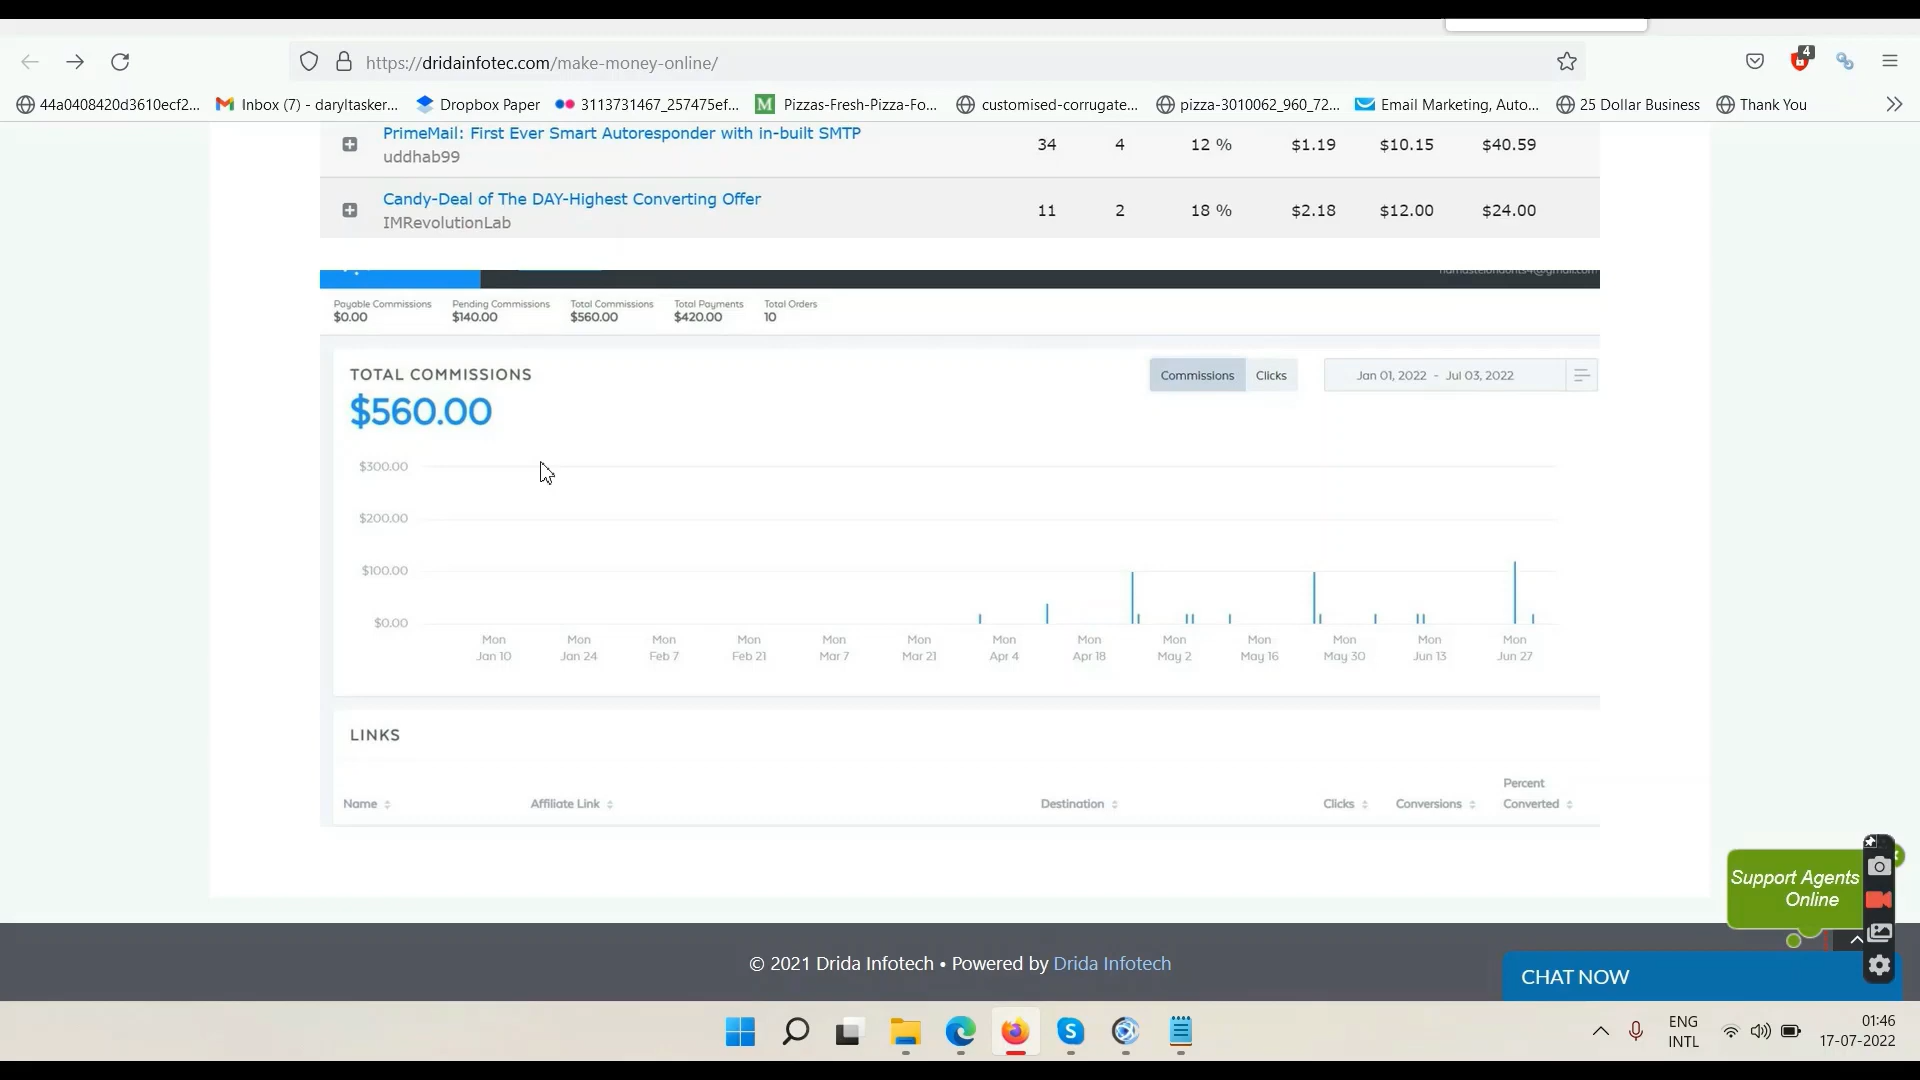 https://dridainfotec.com/make-money-online/
4
44a0408420d3610ecf2... Inbox (7) - daryltasker... Dropbox Paper 3113731467_257475ef... Pizzas-Fresh-Pizza-Fo... customised-corrugate... pizza-3010062_960_72... Email Marketing, Auto... 25 Dollar Business Thank You
PrimeMail: First Ever Smart Autoresponder with in-built SMTP
uddhab99
34 4 12 % $1.19 $10.15 $40.59
Candy-Deal of The DAY-Highest Converting Offer
IMRevolutionLab
11 2 18 % $2.18 $12.00 $24.00
Payable Commissions Pending Commissions Total Commissions Total Payments Total Orders
$0.00 $140.00 $560.00 $420.00 10
TOTAL COMMISSIONS
$560.00
Commissions Clicks Jan 01, 2022 - Jul 03, 2022
$300.00
$200.00
$100.00
$0.00
Mon Mon Mon Mon Mon Mon Mon Mon Mon Mon Mon Mon Mon
Jan 10 Jan 24 Feb 7 Feb 21 Mar 7 Mar 21 Apr 4 Apr 18 May 2 May 16 May 30 Jun 13 Jun 27
LINKS
Name Affiliate Link Destination Clicks Conversions Percent
Converted
Support Agents
Online
© 2021 Drida Infotech • Powered by Drida Infotech
CHAT NOW
ENG
INTL
01:46
17-07-2022